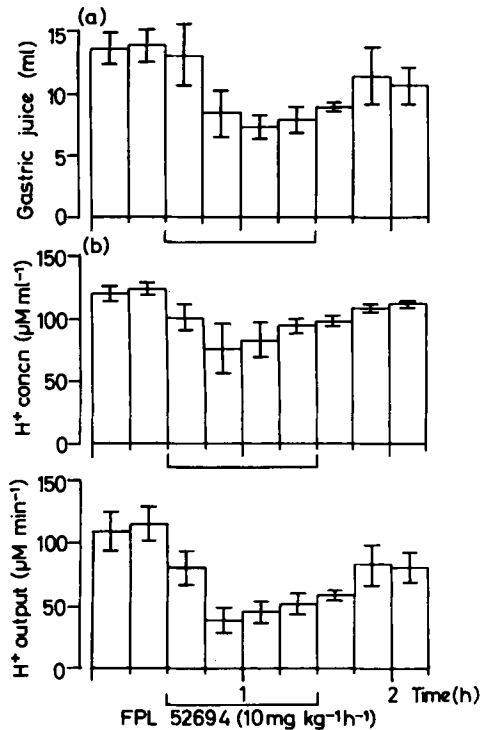 (a)
15
10
5
0
Gastric juice (ml)
(b)
150
100
50
0
H⁺ concn (µM ml⁻¹)
150
100
50
0
H⁺ output (µM min⁻¹)
1
2 Time(h)
FPL 52694 (10mg kg⁻¹h⁻¹)